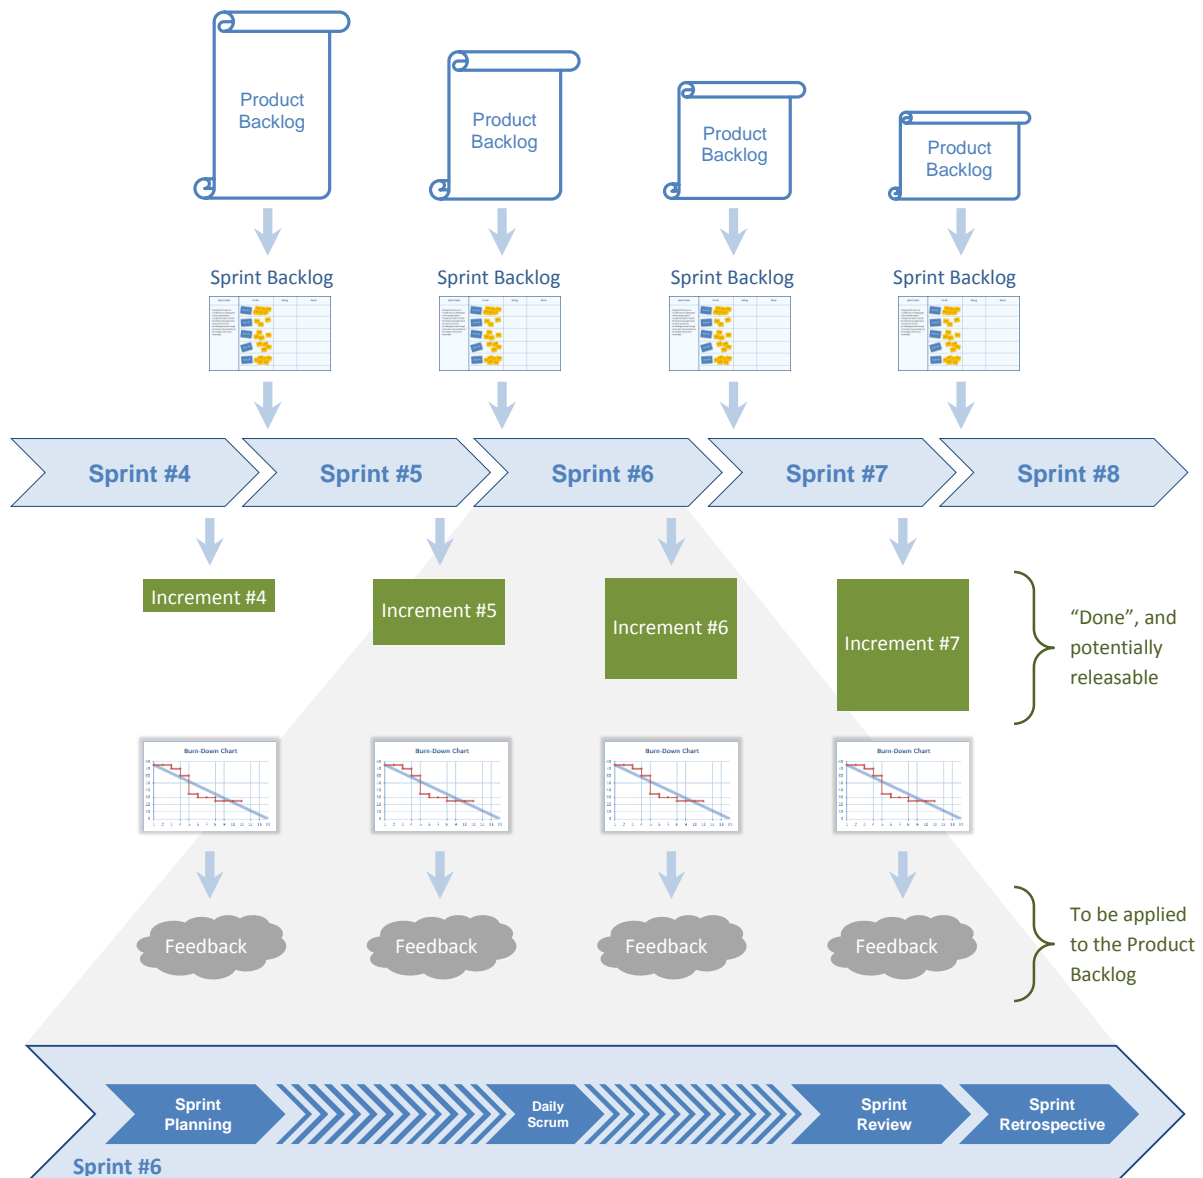 Product
Backlog
Product
Backlog
Product
Backlog
Product
Backlog
Sprint Backlog
Sprint Backlog
Sprint Backlog
Sprint Backlog
Sprint #4
Sprint #5
Sprint #6
Sprint #7
Sprint #8
Increment #4
Increment #5
Increment #6
Increment #7
“Done”, and
potentially
releasable
Burn-Down Chart
Burn-Down Chart
Burn-Down Chart
Burn-Down Chart
Feedback
Feedback
Feedback
Feedback
To be applied
to the Product
Backlog
Sprint
Planning
Daily
Scrum
Sprint
Review
Sprint
Retrospective
Sprint #6